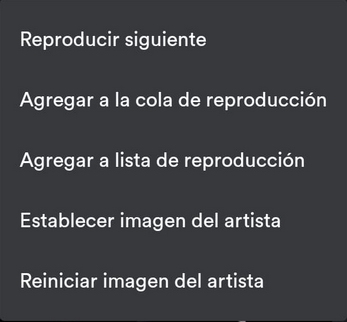 Reproducir siguiente
Agregar a la cola de reproducción
Agregar a lista de reproducción
Establecer imagen del artista
Reiniciar imagen del artista